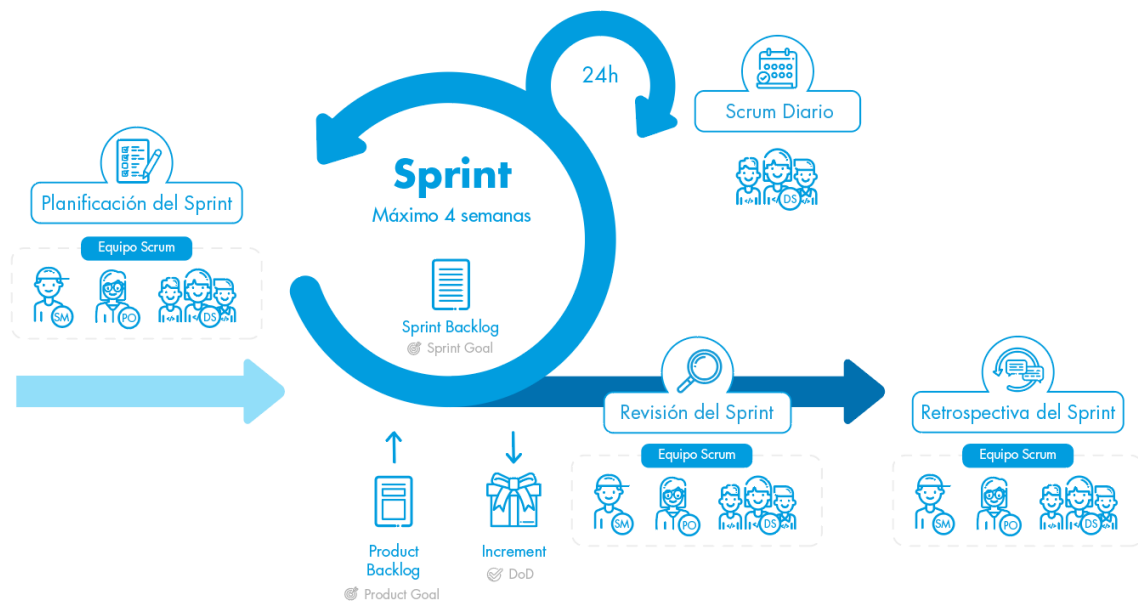 24h
Scrum Diario
DS
Sprint
Máximo 4 semanas
Planificación del Sprint
Equipo Scrum
SM
PO
DS
Sprint Backlog
Sprint Goal
Revisión del Sprint
Equipo Scrum
SM
PO
DS
Retrospectiva del Sprint
Equipo Scrum
SM
PO
DS
Product
Backlog
Product Goal
Increment
DoD